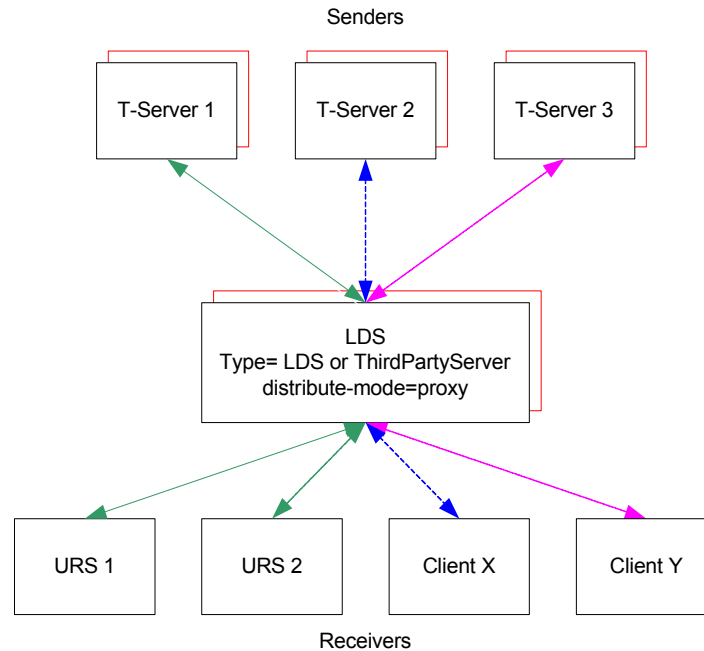 Senders
T-Server 1
T-Server 2
T-Server 3
LDS
Type= LDS or ThirdPartyServer
distribute-mode=proxy
URS 1
URS 2
Client X
Client Y
Receivers